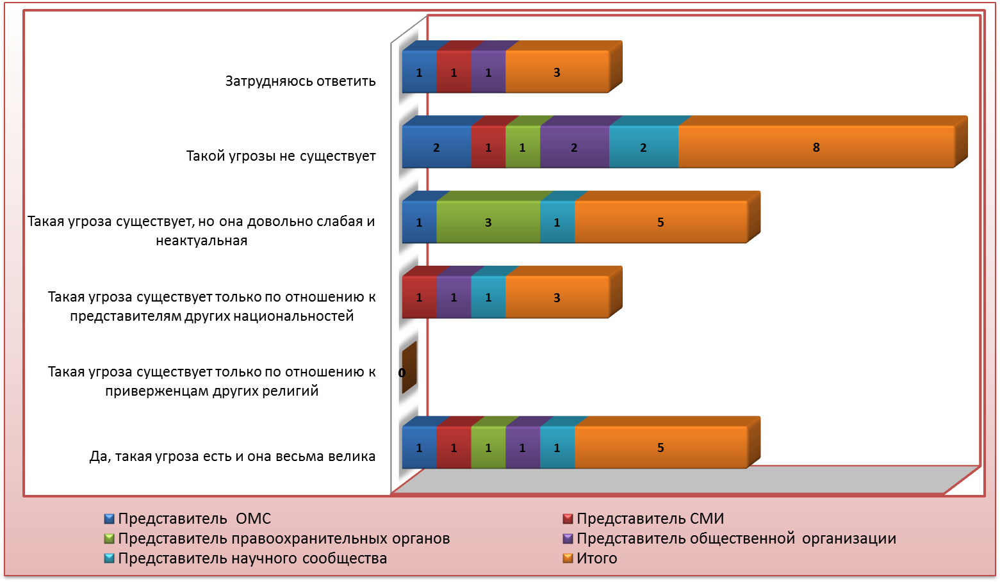 Затрудняюсь ответить
1 1 1 3
Такой угрозы не существует
2 1 1 2 2 8
Такая угроза существует, но она довольно слабая и
неактуальная
1 3 1 5
Такая угроза существует только по отношению к
представителям других национальностей
1 1 1 3
Такая угроза существует только по отношению к
приверженцам других религий
0
Да, такая угроза есть и она весьма велика
1 1 1 1 1 5
Представитель ОМС
Представитель СМИ
Представитель правоохранительных органов
Представитель общественной организации
Представитель научного сообщества
Итого